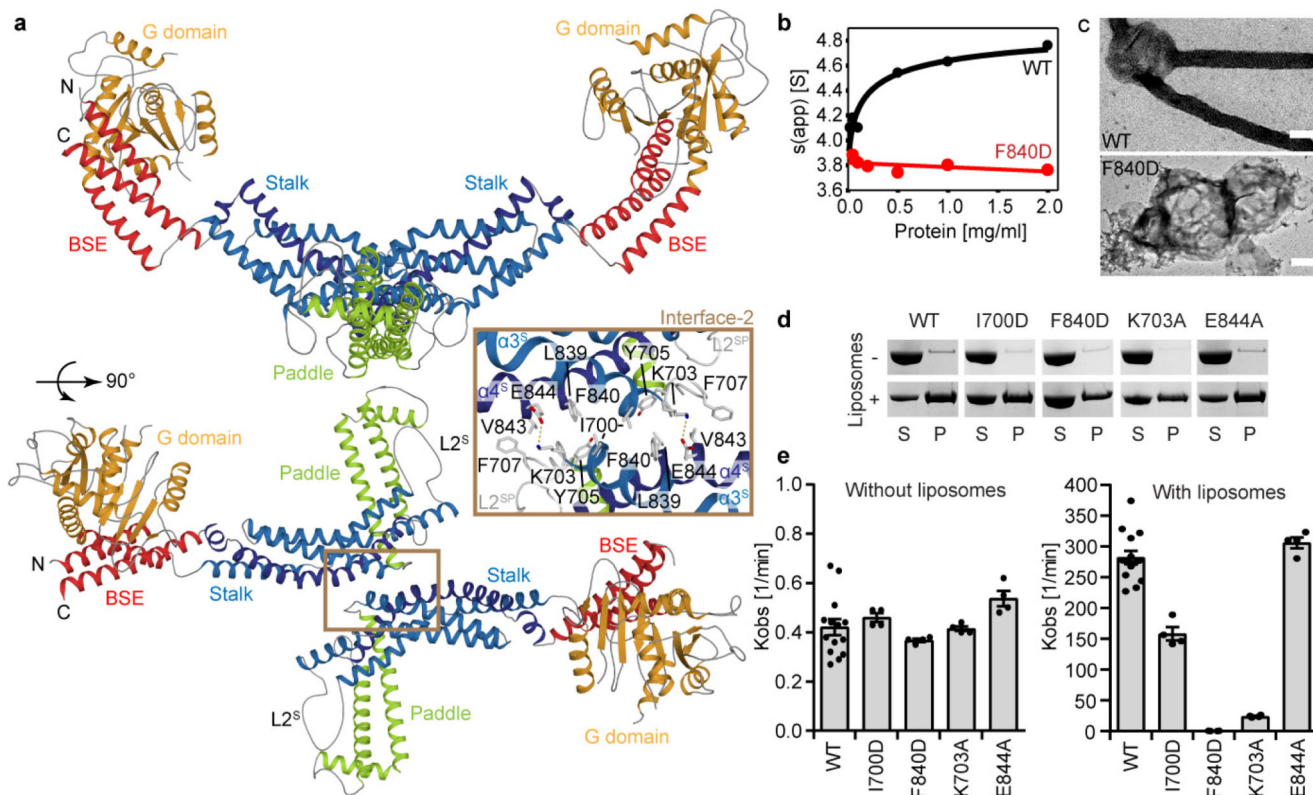 a
G domain
G domain
N
C
Stalk
Stalk
BSE
BSE
Paddle
90°
Paddle
L2S
G domain
N
C
BSE
Stalk
BSE
Stalk
L2S
Paddle
G domain
Interface-2
α3S
L839
Y705
L2SP
K703
α4S
E844
F840
F707
V843
I700-
V843
F707
F840
E844
α4S
K703
L2SP
Y705
L839
α3S
b
4.8
4.6
4.4
4.2
4.0
3.8
3.6
s(app) [S]
WT
F840D
0.0 0.5 1.0 1.5 2.0
Protein [mg/ml]
c
WT
F840D
d
WT I700D F840D K703A E844A
Liposomes
-
+
S P S P S P S P S P
e
Without liposomes
Kobs [1/min]
1.0
0.8
0.6
0.4
0.2
0.0
WT
I700D
F840D
K703A
E844A
With liposomes
Kobs [1/min]
400
350
300
250
200
150
100
50
0
WT
I700D
F840D
K703A
E844A